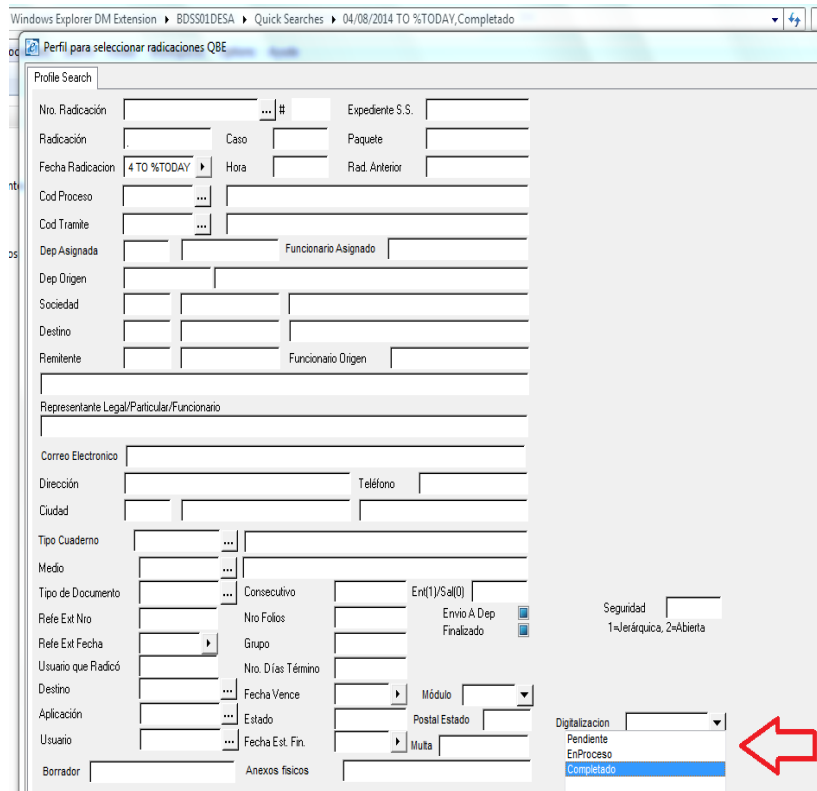 Windows Explorer DM Extension ▸ BDSS01DESA ▸ Quick Searches ▸ 04/08/2014 TO %TODAY,Completado
Perfil para seleccionar radicaciones QBE
Profile Search
Nro. Radicación ... # Expediente S.S.
Radicación . Caso Paquete
Fecha Radicacion 4 TO %TODAY Hora Rad. Anterior
Cod Proceso ...
Cod Tramite ...
Dep Asignada Funcionario Asignado
Dep Origen
Sociedad
Destino
Remitente Funcionario Origen
Representante Legal/Particular/Funcionario
Correo Electronico
Dirección Teléfono
Ciudad
Tipo Cuaderno ...
Medio ...
Tipo de Documento ... Consecutivo Ent(1)/Sal(0)
Refe Ext Nro Nro Folios Envio A Dep Seguridad
Refe Ext Fecha Grupo Finalizado 1=Jerárquica, 2=Abierta
Usuario que Radicó Nro. Días Término
Destino ... Fecha Vence Módulo
Aplicación ... Estado Postal Estado Digitalizacion
Usuario ... Fecha Est. Fin. Multa Pendiente
EnProceso
Completado
Borrador Anexos fisicos